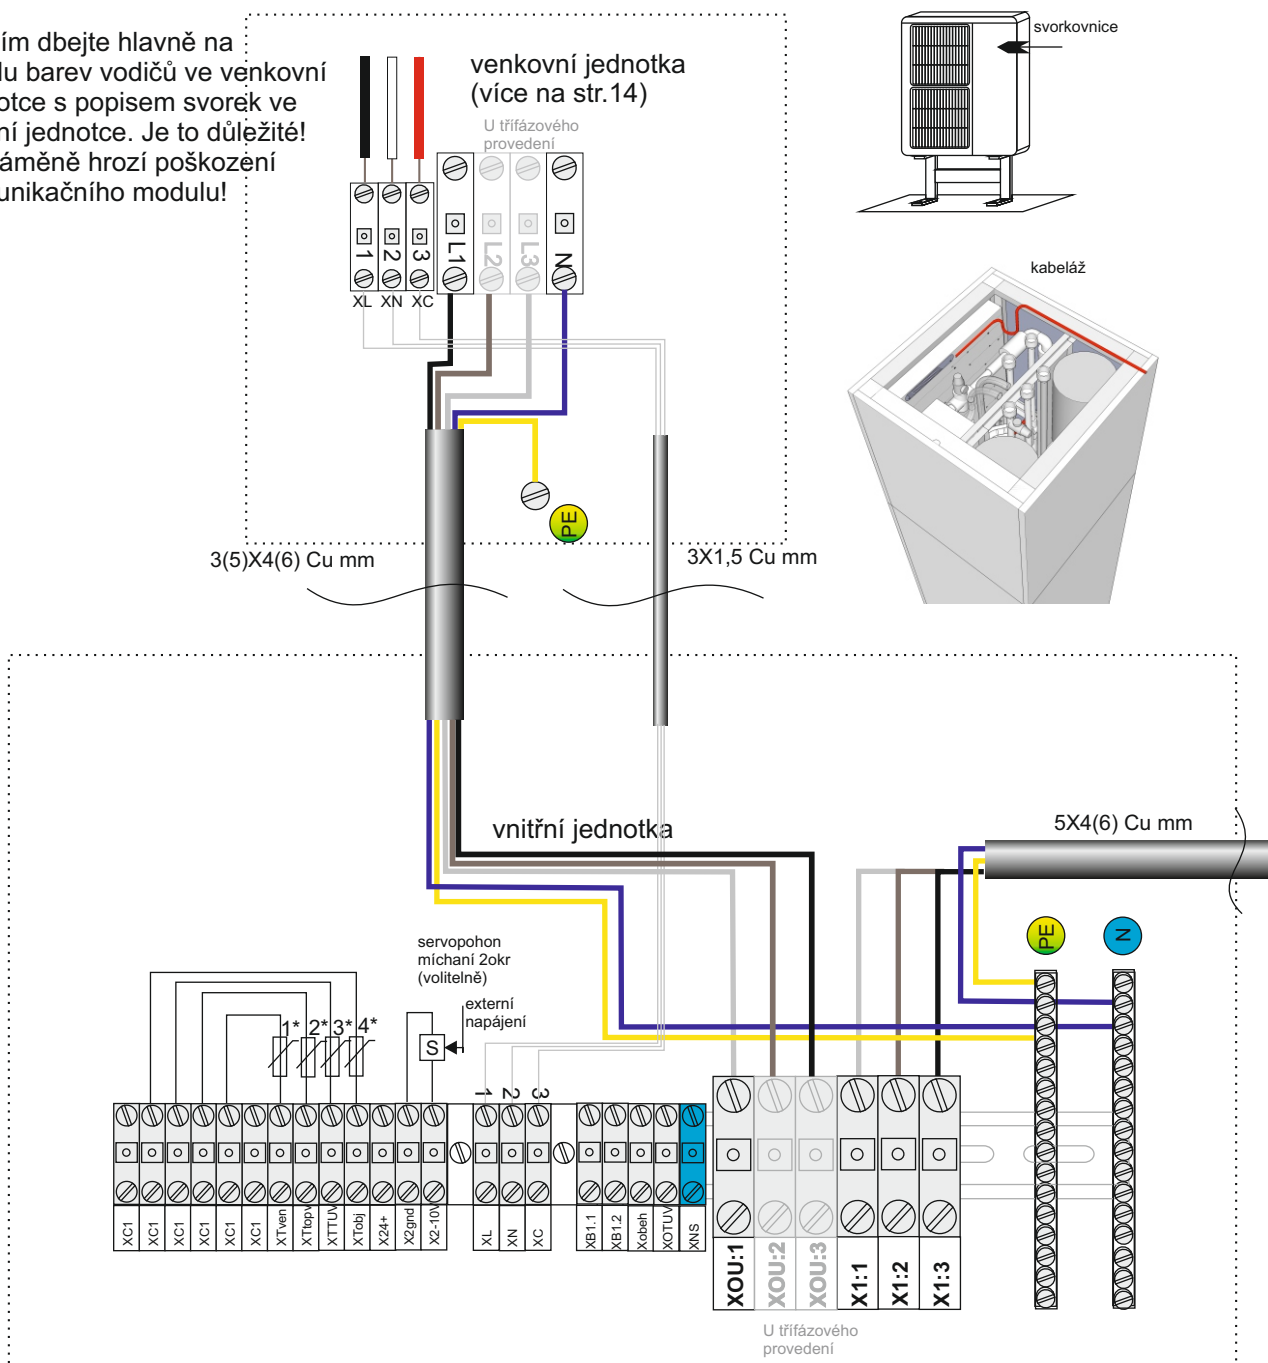 ím dbejte hlavně na
du barev vodičů ve venkovní
otce s popisem svorek ve
ní jednotce. Je to důležité!
áměně hrozí poškození
unikačního modulu!
venkovní jednotka
(více na str.14)
U třífázového
provedení
svorkovnice
kabeláž
1 2 3 L1 L2 L3 N
XL XN XC
PE
3(5)X4(6) Cu mm
3X1,5 Cu mm
vnitřní jednotka
5X4(6) Cu mm
PE N
servopohon
míchaní 2okr
(volitelně)
externí
napájení
S
1* 2* 3* 4*
1 2 3
XC1 XC1 XC1 XC1 XC1 XC1 XTven XTtopv XTTUV XTobj X24+ X2gnd X2-10V XL XN XC XB1.1 XB1.2 Xobeh XOTUV XNS
XOU:1 XOU:2 XOU:3 X1:1 X1:2 X1:3
U třífázového
provedení